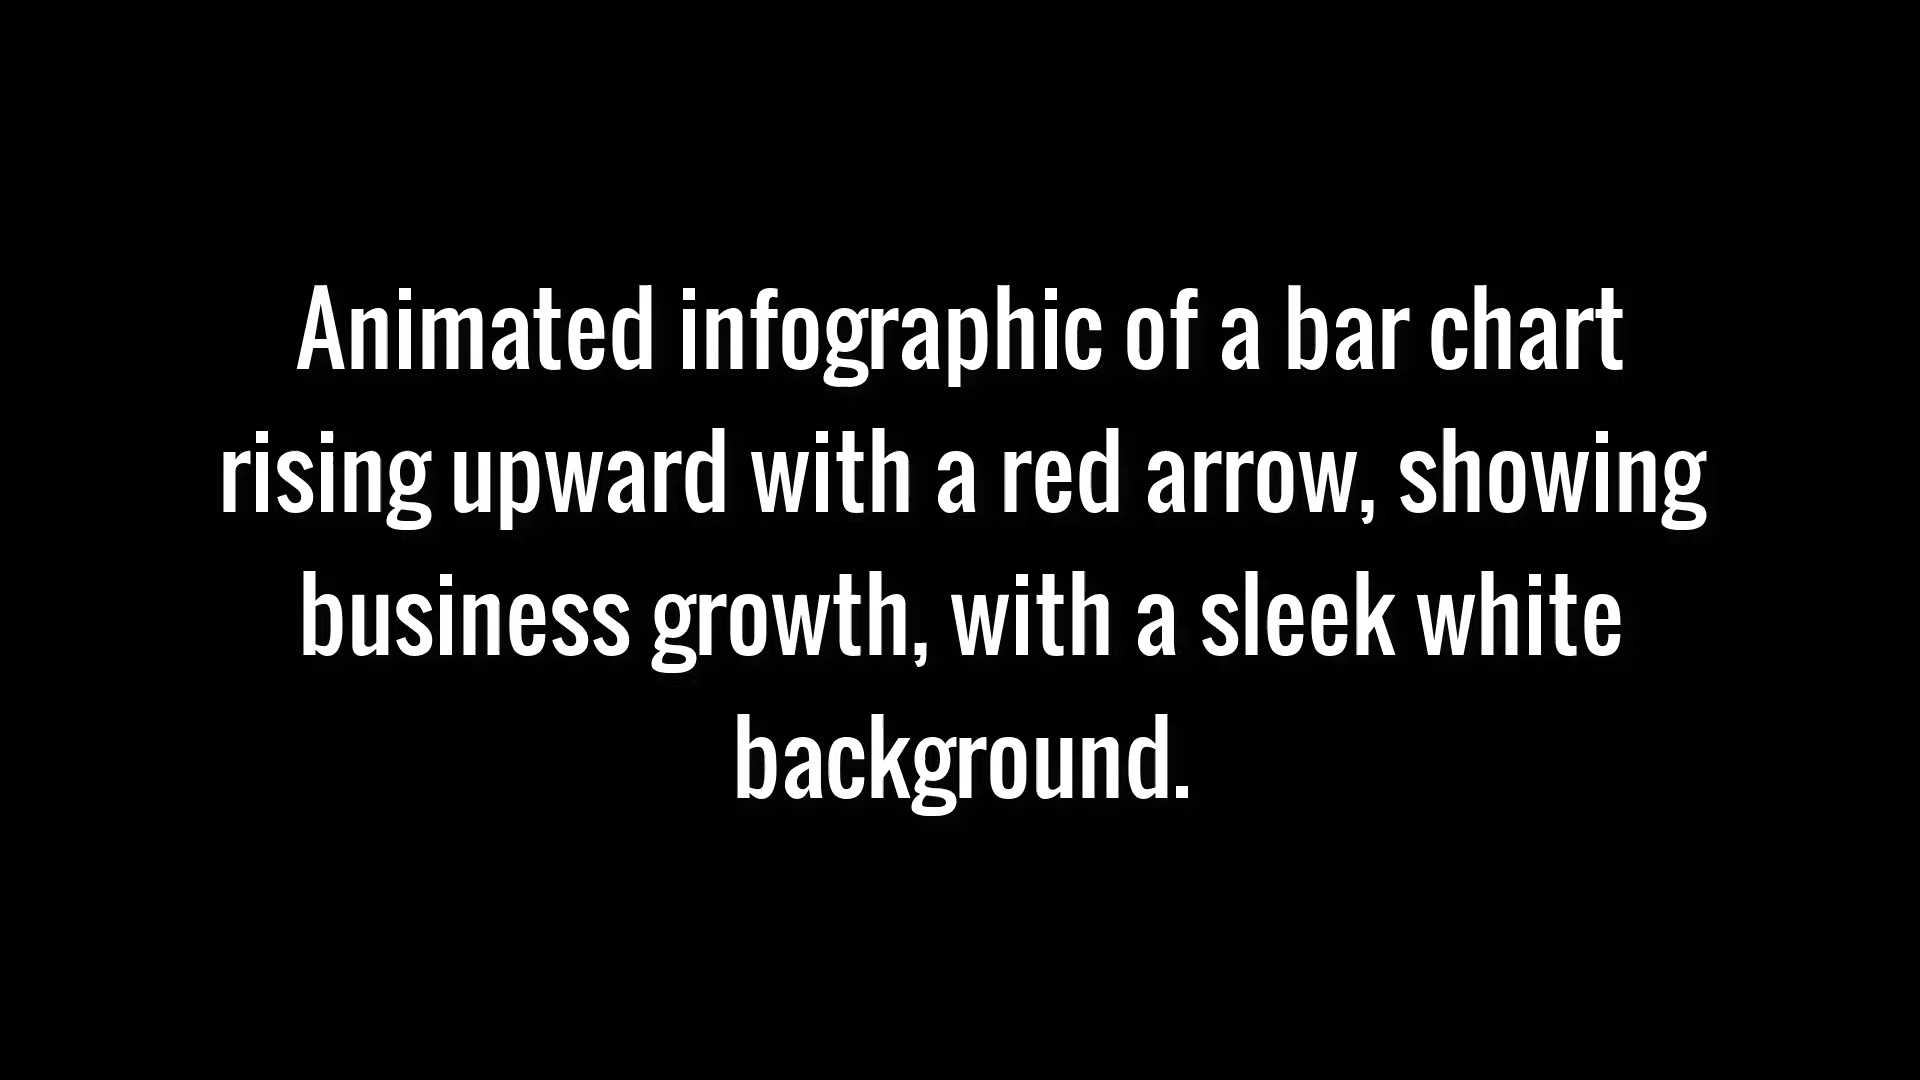 Animated infographic of a bar chart
rising upward with a red arrow, showing
business growth, with a sleek white
background.